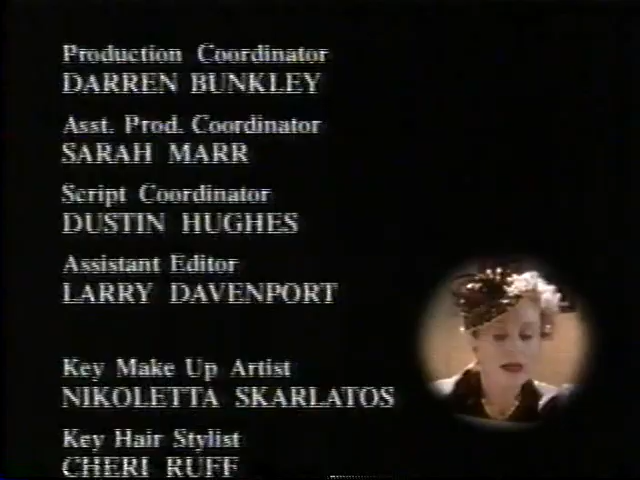 Production Coordinator
DARREN BUNKLEY
Asst. Prod. Coordinator
SARAH MARR
Script Coordinator
DUSTIN HUGHES
Assistant Editor
LARRY DAVENPORT
Key Make Up Artist
NIKOLETTA SKARLATOS
Key Hair Stylist
CHERI RUFF